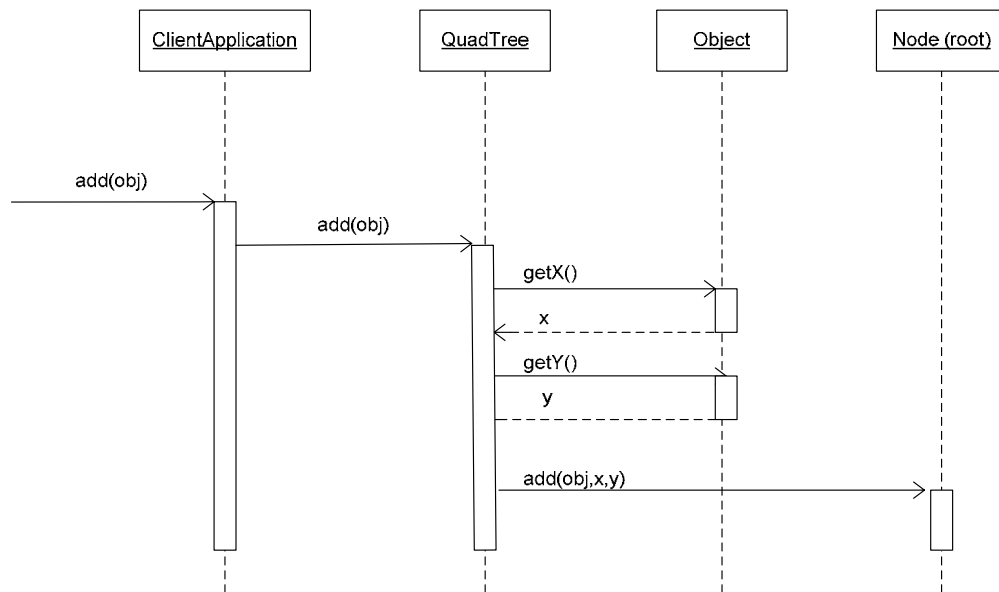 ClientApplication
QuadTree
Object
Node (root)
add(obj)
add(obj)
getX()
x
getY()
y
add(obj,x,y)